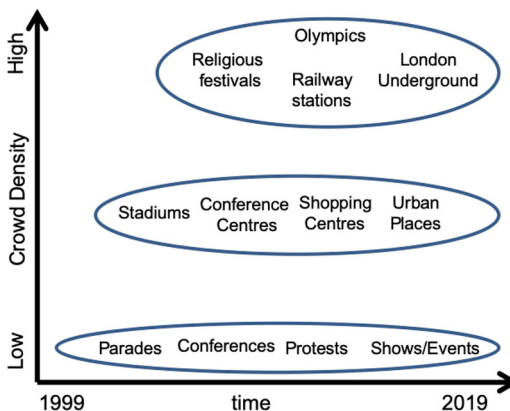 High
Crowd Density
Low
Olympics
Religious
festivals
Railway
stations
London
Underground
Stadiums
Conference
Centres
Shopping
Centres
Urban
Places
Parades
Conferences
Protests
Shows/Events
1999
time
2019